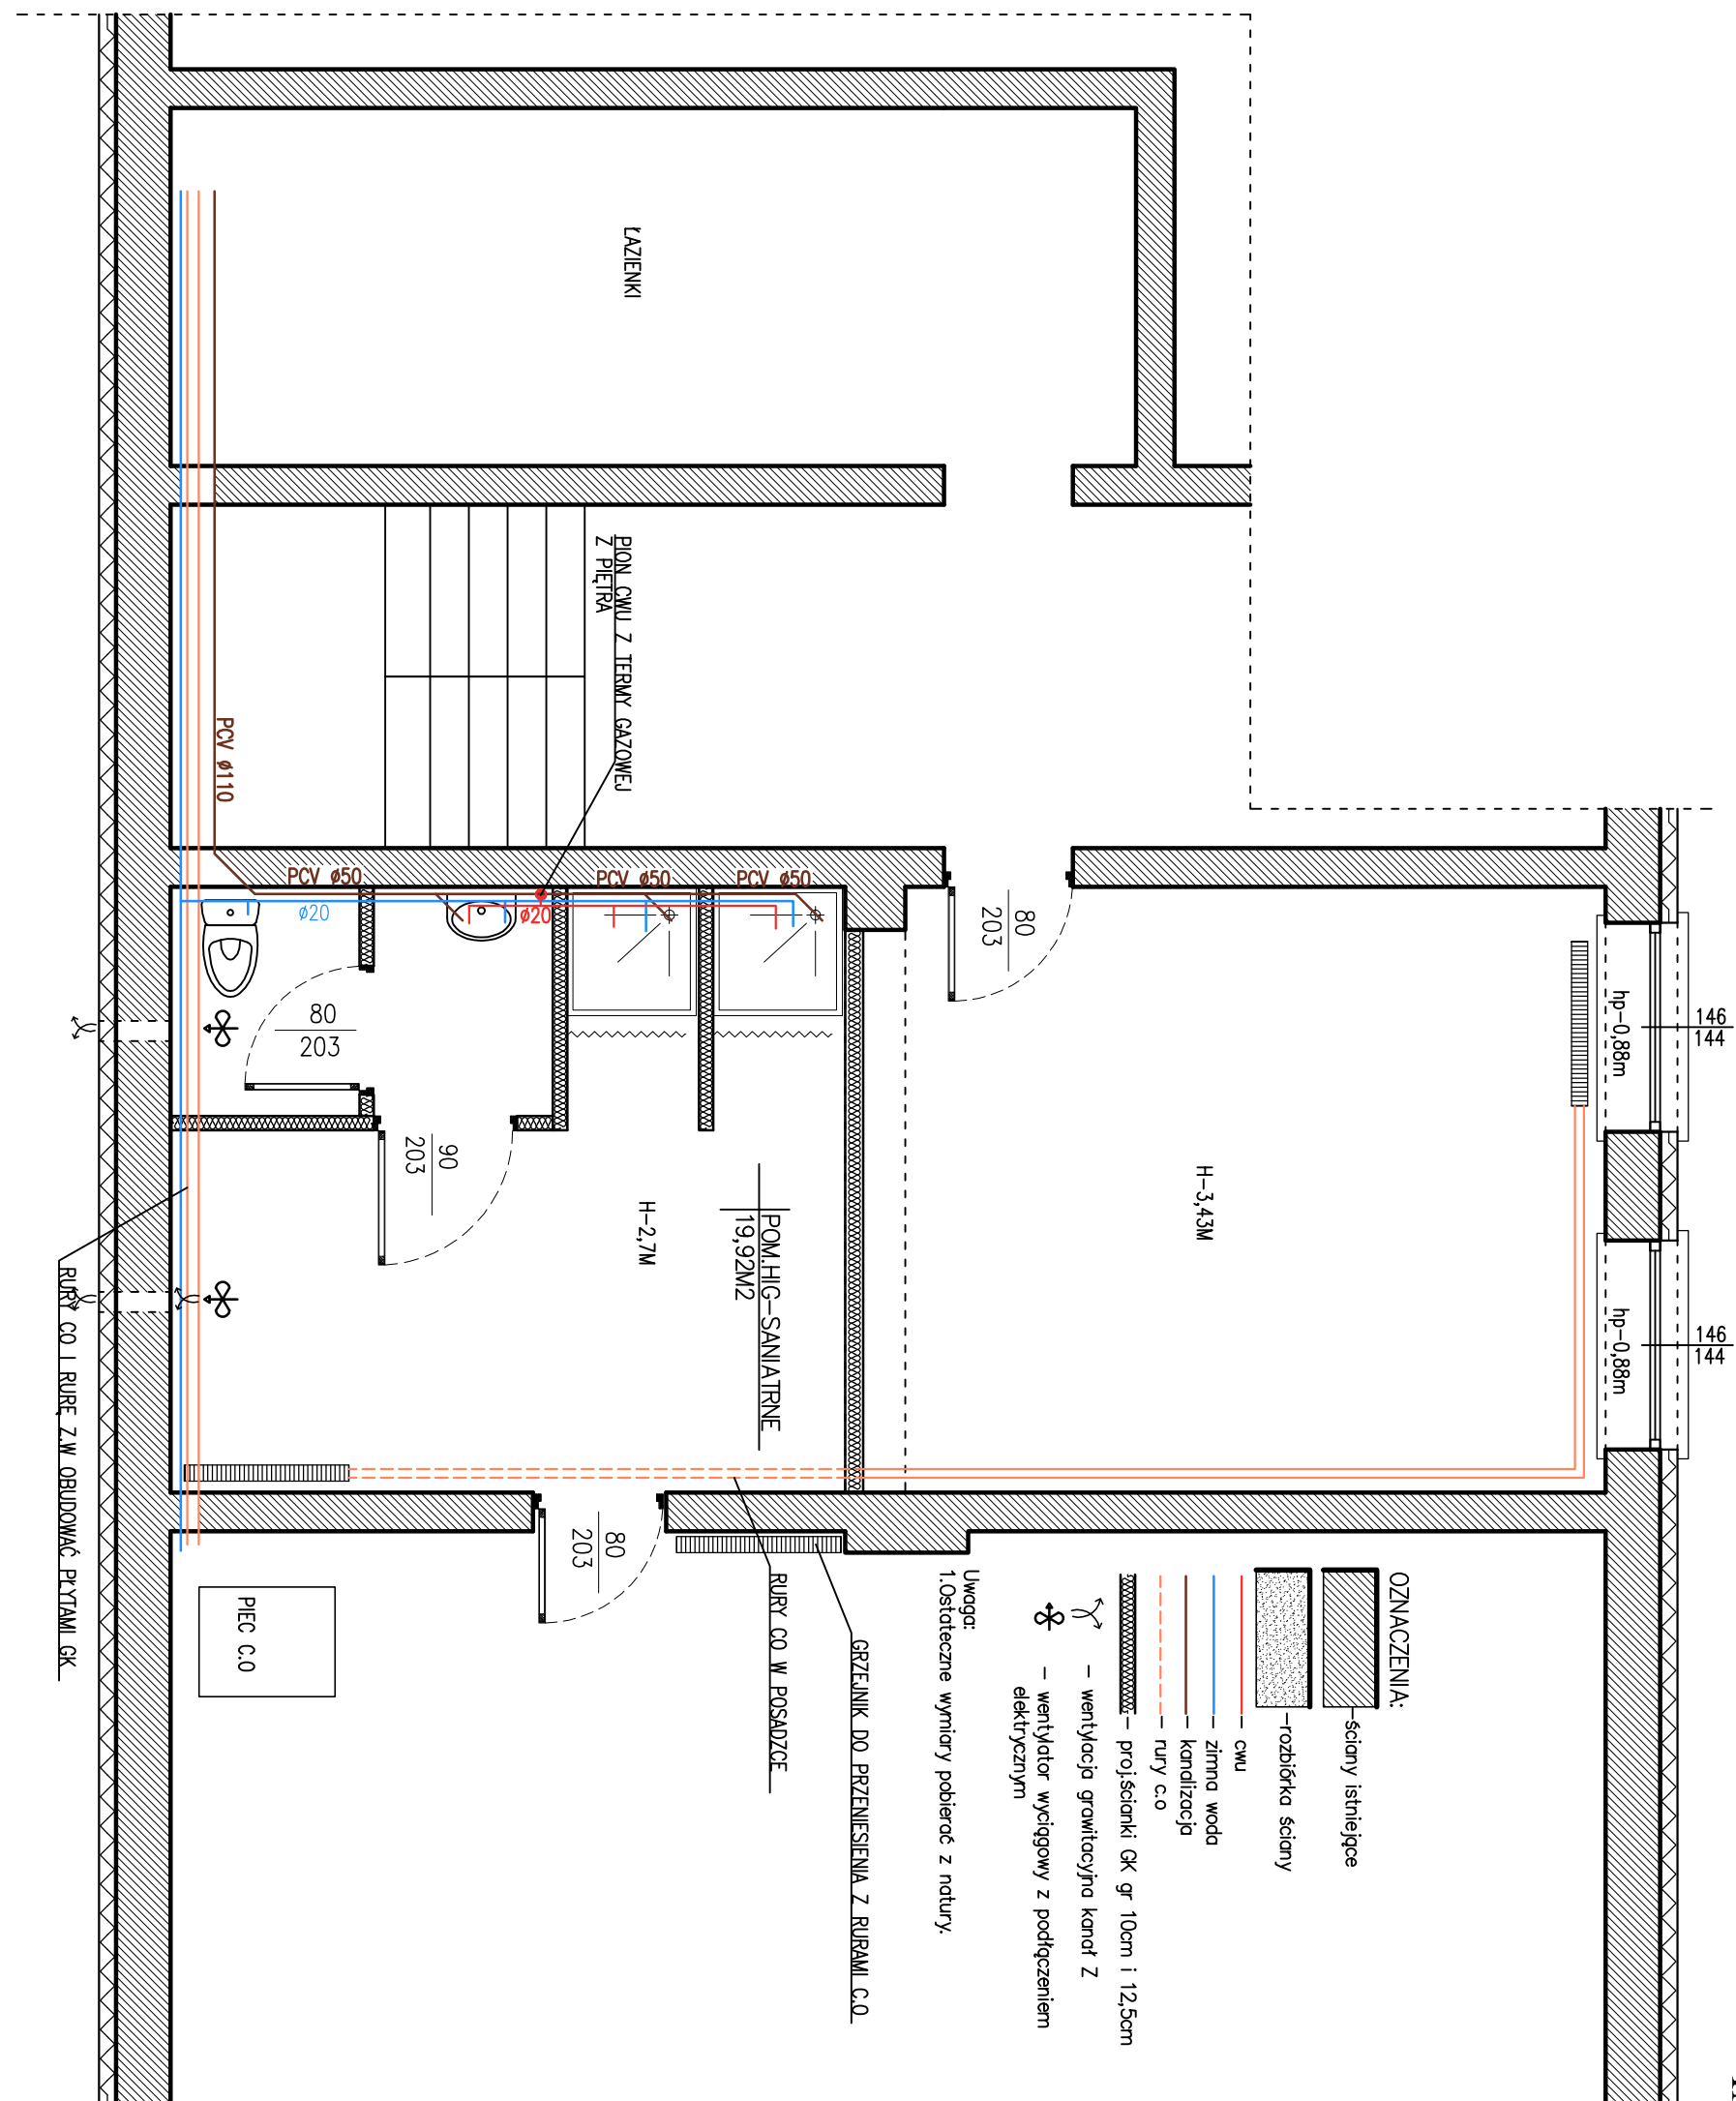 ŁAZIENKI
PION CWU Z TERMY GAZOWEJ
Z PIĘTRA
PCV ø110
PCV ø50
PCV ø50
PCV ø50
ø20
ø20
80
203
80
203
90
203
80
203
hp-0,88m
146
144
hp-0,88m
146
144
H-3,43M
H-2,7M
POM.HIG-SANIATRNE
19,92M2
RURY CO I RURĘ Z.W OBUDOWAĆ PŁYTAMI GK
PIEC C.O
RURY CO W POSADZCE
GRZEJNIK DO PRZENIESIENIA Z RURAMI C.O
OZNACZENIA:
-ściany istniejące
-rozbiórka ściany
- cwu
- zimna woda
- kanalizacja
- rury c.o
- proj.ścianki GK gr 10cm i 12,5cm
- wentylacja grawitacyjna kanał Z
- wentylator wyciągowy z podłączeniem
elektrycznym
Uwaga:
1.Ostateczne wymiary pobierać z natury.